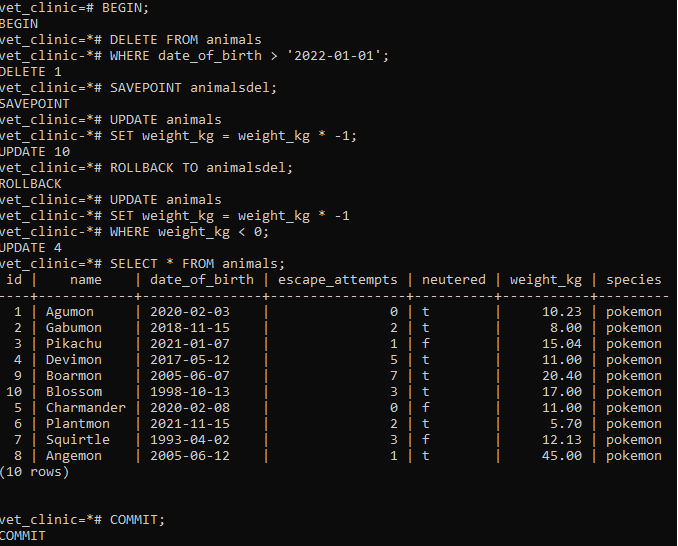 vet_clinic=# BEGIN;
BEGIN
vet_clinic=*# DELETE FROM animals
vet_clinic-*# WHERE date_of_birth > '2022-01-01';
DELETE 1
vet_clinic=*# SAVEPOINT animalsdel;
SAVEPOINT
vet_clinic=*# UPDATE animals
vet_clinic-*# SET weight_kg = weight_kg * -1;
UPDATE 10
vet_clinic=*# ROLLBACK TO animalsdel;
ROLLBACK
vet_clinic=*# UPDATE animals
vet_clinic-*# SET weight_kg = weight_kg * -1
vet_clinic-*# WHERE weight_kg < 0;
UPDATE 4
vet_clinic=*# SELECT * FROM animals;
 id |    name    | date_of_birth | escape_attempts | neutered | weight_kg | species
----+------------+---------------+-----------------+----------+-----------+---------
  1 | Agumon     | 2020-02-03    |               0 | t        |     10.23 | pokemon
  2 | Gabumon    | 2018-11-15    |               2 | t        |      8.00 | pokemon
  3 | Pikachu    | 2021-01-07    |               1 | f        |     15.04 | pokemon
  4 | Devimon    | 2017-05-12    |               5 | t        |     11.00 | pokemon
  9 | Boarmon    | 2005-06-07    |               7 | t        |     20.40 | pokemon
 10 | Blossom    | 1998-10-13    |               3 | t        |     17.00 | pokemon
  5 | Charmander | 2020-02-08    |               0 | f        |     11.00 | pokemon
  6 | Plantmon   | 2021-11-15    |               2 | t        |      5.70 | pokemon
  7 | Squirtle   | 1993-04-02    |               3 | f        |     12.13 | pokemon
  8 | Angemon    | 2005-06-12    |               1 | t        |     45.00 | pokemon
(10 rows)
vet_clinic=*# COMMIT;
COMMIT